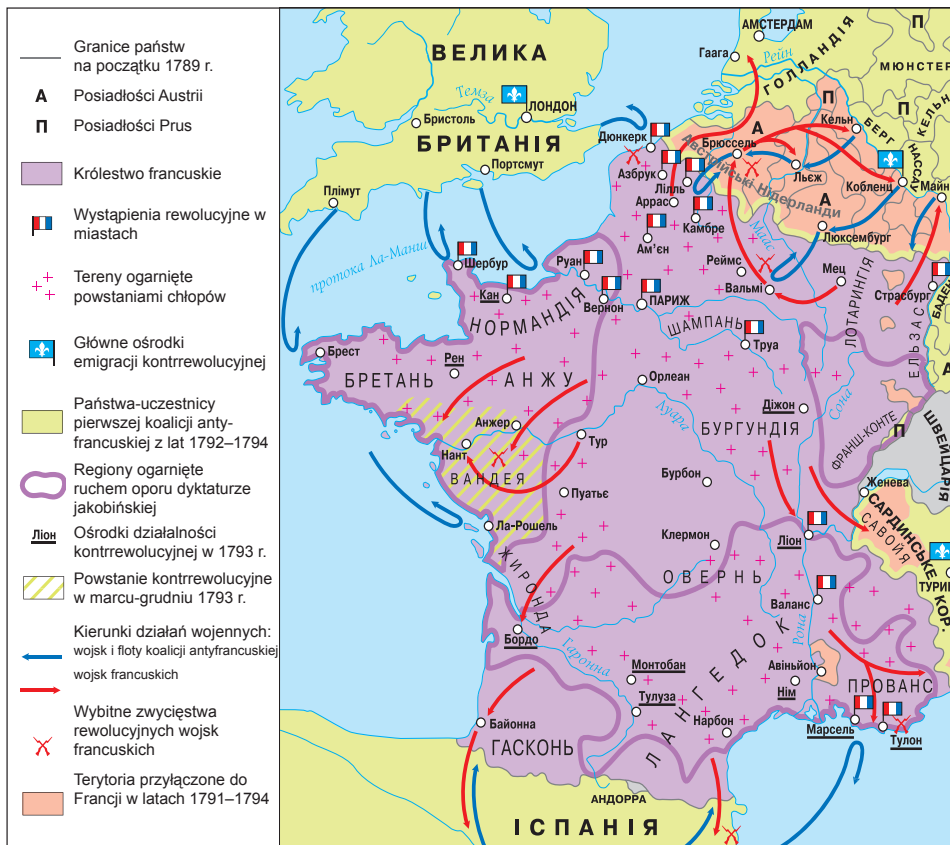 Granice państw
na początku 1789 r.
A
Posiadłości Austrii
П
Posiadłości Prus
Królestwo francuskie
Wystąpienia rewolucyjne w
miastach
Tereny ogarnięte
powstaniami chłopów
Główne ośrodki
emigracji kontrrewolucyjnej
Państwa-uczestnicy
pierwszej koalicji anty-
francuskiej z lat 1792–1794
Regiony ogarnięte
ruchem oporu dyktaturze
jakobińskiej
Ліон
Ośrodki działalności
kontrrewolucyjnej w 1793 r.
Powstanie kontrrewolucyjne
w marcu-grudniu 1793 r.
Kierunki działań wojennych:
wojsk i floty koalicji antyfrancuskiej
wojsk francuskich
Wybitne zwycięstwa
rewolucyjnych wojsk
francuskich
Terytoria przyłączone do
Francji w latach 1791–1794
АМСТЕРДАМ
П
Гаага
ГОЛЛАНДІЯ
Рейн
МЮНСТЕР
ВЕЛИКА
БРИТАНІЯ
Темза
ЛОНДОН
Бристоль
Портсмут
Плімут
протока Ла-Манш
Дюнкерк
Азбрук
Лілль
Аррас
Камбре
Ам'єн
А
Брюссель
Австрійські Нідерланди
Льєж
П
Кельн
П
БЕРГ
КЕЛЬН
НАССАУ
Кобленц
Майн
А
Люксембург
Маас
Шербур
Кан
Руан
Вернон
НОРМАНДІЯ
ПАРИЖ
Реймс
Вальмі
Мец
ЛОТАРИНГІЯ
Страсбург
БАДЕН
ЕЛЬЗАС
А
ШАМПАНЬ
Труа
Брест
БРЕТАНЬ
Рен
АНЖУ
Орлеан
Луара
Діжон
Сона
БУРГУНДІЯ
ФРАНШ-КОНТЕ
П
ШВЕЙЦАРІЯ
Анжер
Нант
Тур
ВАНДЕЯ
Пуатьє
Бурбон
Женева
Ла-Рошель
ЖИРОНДА
Клермон
Ліон
САВОЙЯ
САРДИНСЬКЕ КОР.
ТУРИН
ОВЕРНЬ
Валанс
Бордо
Гаронна
Рона
Монтобан
Авіньйон
Нім
ПРОВАНС
Тулуза
ЛАНГЕДОК
Нарбон
Марсель
Тулон
Байонна
ГАСКОНЬ
АНДОРРА
ІСПАНІЯ